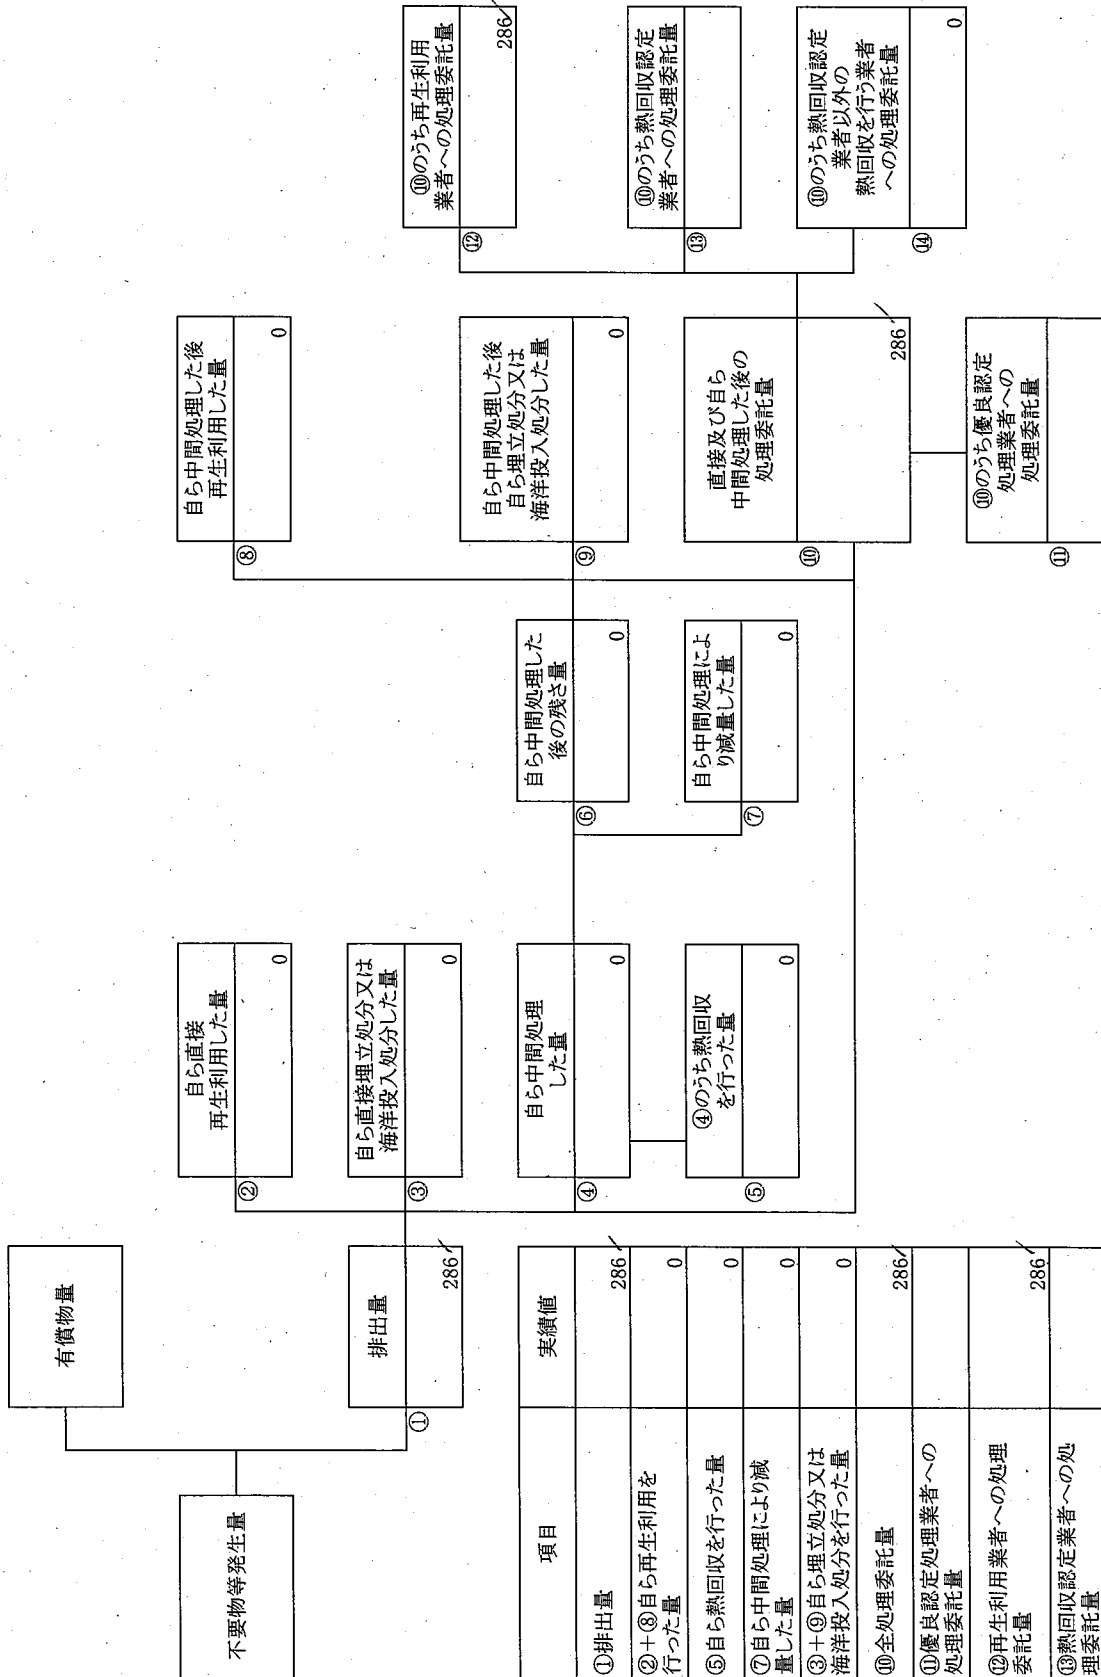 不要物等発生量
有償物量
排出量
①
286
自ら直接
再生利用した量
②
0
自ら直接埋立処分又は
海洋投入処分した量
③
0
自ら中間処理
した量
④
0
④のうち熱回収
を行った量
⑤
0
自ら中間処理した
後の残さ量
⑥
0
自ら中間処理によ
り減量した量
⑦
0
自ら中間処理した後
再生利用した量
⑧
0
自ら中間処理した後
自ら埋立処分又は
海洋投入処分した量
⑨
0
直接及び自ら
中間処理した後の
処理委託量
⑩
286
⑩のうち優良認定
処理業者への
処理委託量
⑪
⑩のうち再生利用
業者への処理委託量
⑫
286
⑩のうち熱回収認定
業者への処理委託量
⑬
⑩のうち熱回収認定
業者以外の
熱回収を行う業者
への処理委託量
⑭
0
項目
実績値
①排出量
286
②+⑧自ら再生利用を
行った量
0
⑤自ら熱回収を行った量
0
⑦自ら中間処理により減
量した量
0
③+⑨自ら埋立処分又は
海洋投入処分を行った量
0
⑩全処理委託量
286
⑪優良認定処理業者への
処理委託量
⑫再生利用業者への処理
委託量
286
⑬熱回収認定業者への処
理委託量